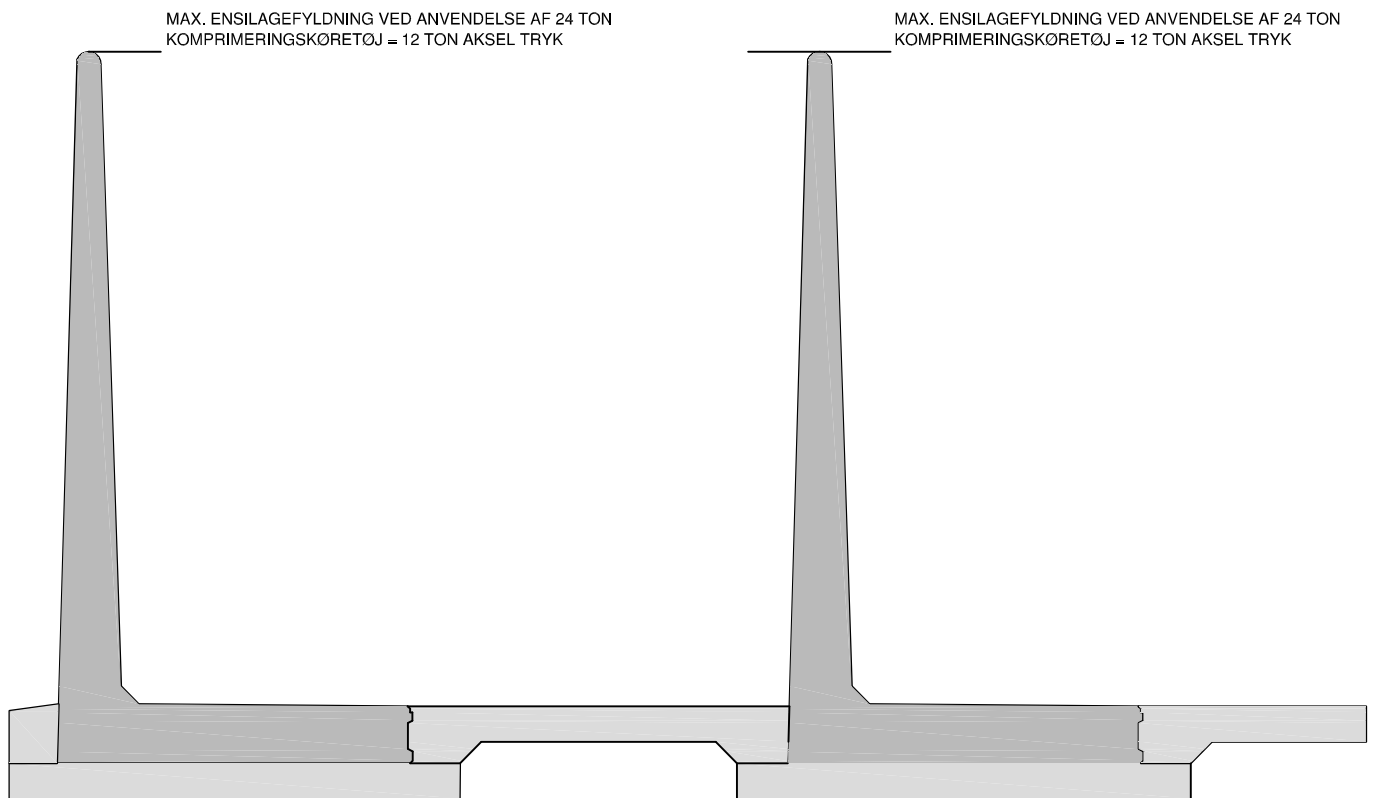 MAX. ENSILAGEFYLDNING VED ANVENDELSE AF 24 TON
KOMPRIMERINGSKØRETØJ = 12 TON AKSEL TRYK
MAX. ENSILAGEFYLDNING VED ANVENDELSE AF 24 TON
KOMPRIMERINGSKØRETØJ = 12 TON AKSEL TRYK